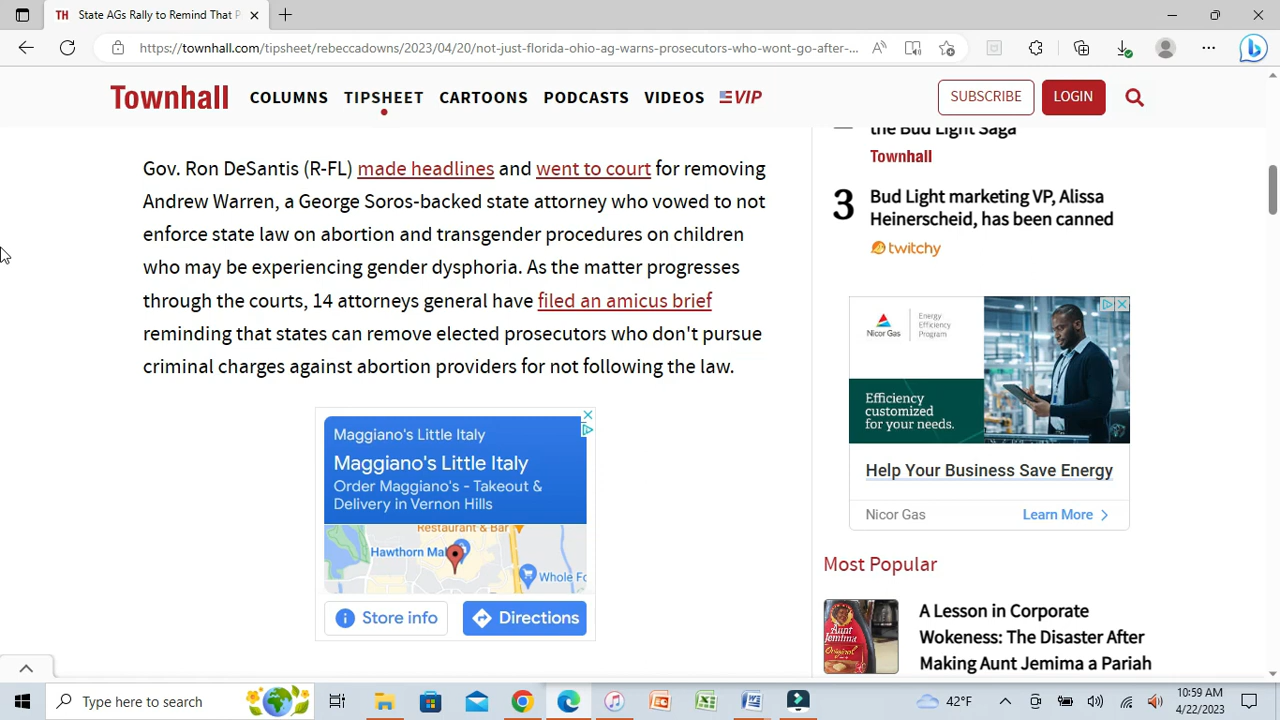 State AGs Rally to Remind that P
https://townhall.com/tipsheet/rebeccadowns/2023/04/20/not-just-florida-ohio-ag-warns-prosecutors-who-wont-go-after-...
Townhall COLUMNS TIPSHEET CARTOONS PODCASTS VIDEOS VIP SUBSCRIBE LOGIN
Gov. Ron DeSantis (R-FL) made headlines and went to court for removing
Andrew Warren, a George Soros-backed state attorney who vowed to not
enforce state law on abortion and transgender procedures on children
who may be experiencing gender dysphoria. As the matter progresses
through the courts, 14 attorneys general have filed an amicus brief
reminding that states can remove elected prosecutors who don't pursue
criminal charges against abortion providers for not following the law.
Maggiano's Little Italy
Maggiano's Little Italy
Order Maggiano's - Takeout &
Delivery in Vernon Hills
Restaurant & Bar
Hawthorn Mal
Whole Fo
Store info
Directions
the Bud Light Saga
Townhall
3
Bud Light marketing VP, Alissa
Heinerscheid, has been canned
twitchy
Nicor Gas
Energy
Efficiency
Program
Efficiency
customized
for your needs.
Help Your Business Save Energy
Nicor Gas
Learn More
Most Popular
Aunt
Jemima
Original
A Lesson in Corporate
Wokeness: The Disaster After
Making Aunt Jemima a Pariah
Type here to search
42°F
10:59 AM
4/22/2023